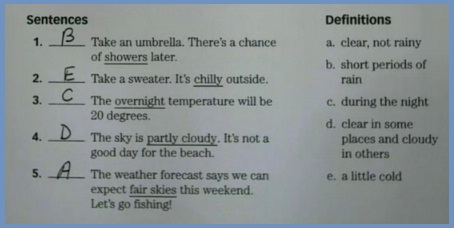 Sentences
1. B Take an umbrella. There's a chance
of showers later.
2. E Take a sweater. It's chilly outside.
3. C The overnight temperature will be
20 degrees.
4. D The sky is partly cloudy. It's not a
good day for the beach.
5. A The weather forecast says we can
expect fair skies this weekend.
Let's go fishing!
Definitions
a. clear, not rainy
b. short periods of
rain
c. during the night
d. clear in some
places and cloudy
in others
e. a little cold